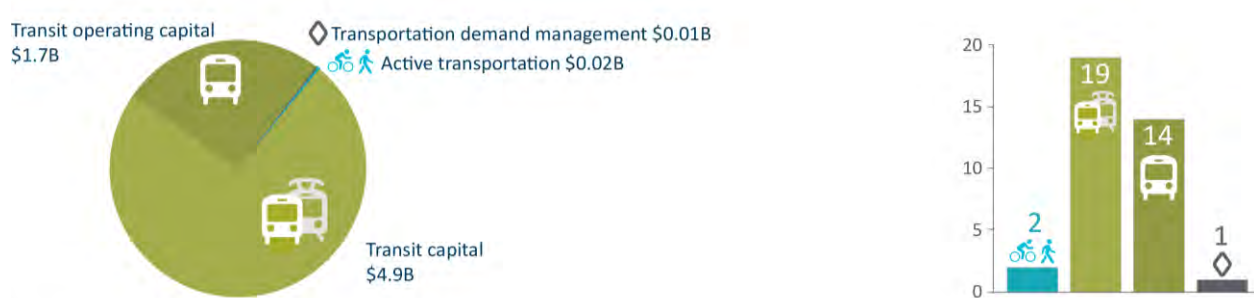 Transit operating capital
$1.7B
Transportation demand management $0.01B
Active transportation $0.02B
Transit capital
$4.9B
20
15
10
5
0
2
19
14
1